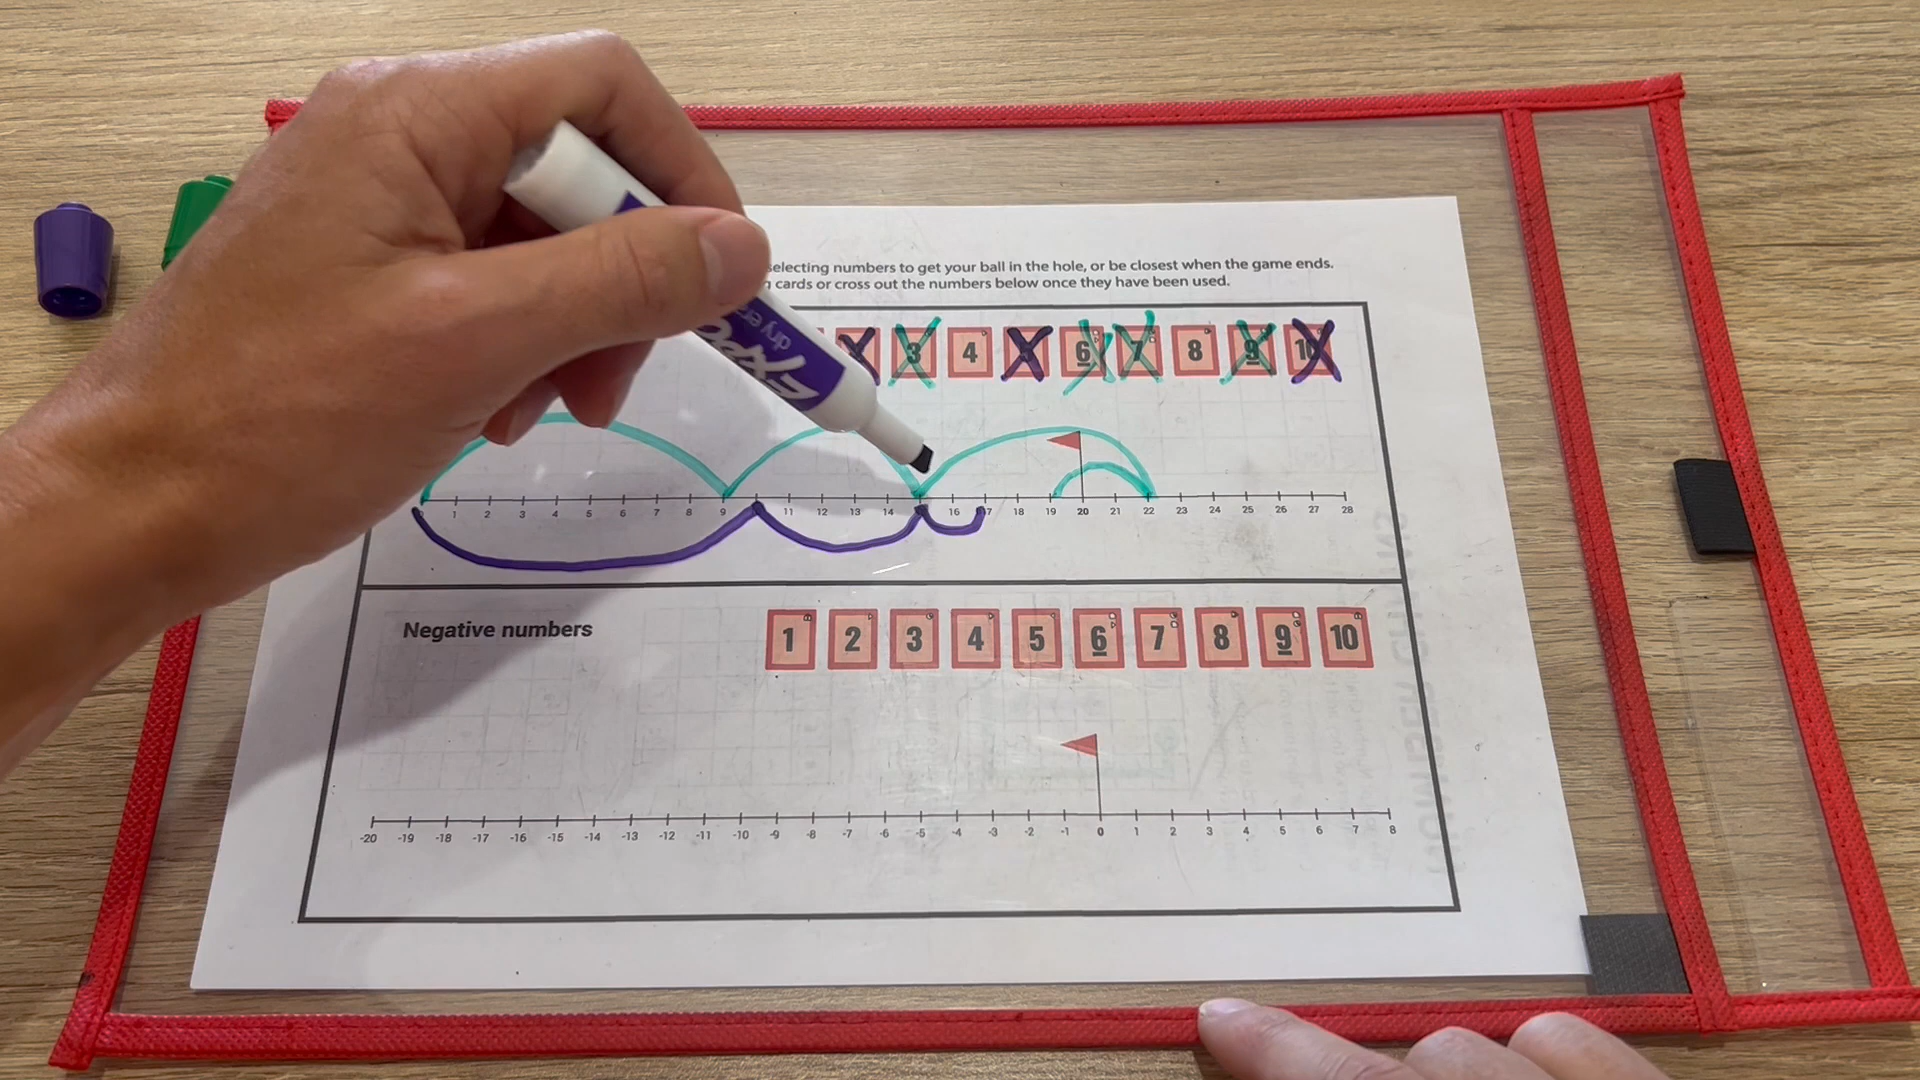 selecting numbers to get your ball in the hole, or be closest when the game ends.
cards or cross out the numbers below once they have been used.
3 4 6 7 8 9 10
EXPO
dry era
1 2 3 4 5 6 7 8 9 11 12 13 14 16 17 18 19 20 21 22 23 24 25 26 27 28
Negative numbers
1 2 3 4 5 6 7 8 9 10
-20 -19 -18 -17 -16 -15 -14 -13 -12 -11 -10 -9 -8 -7 -6 -5 -4 -3 -2 -1 0 1 2 3 4 5 6 7 8